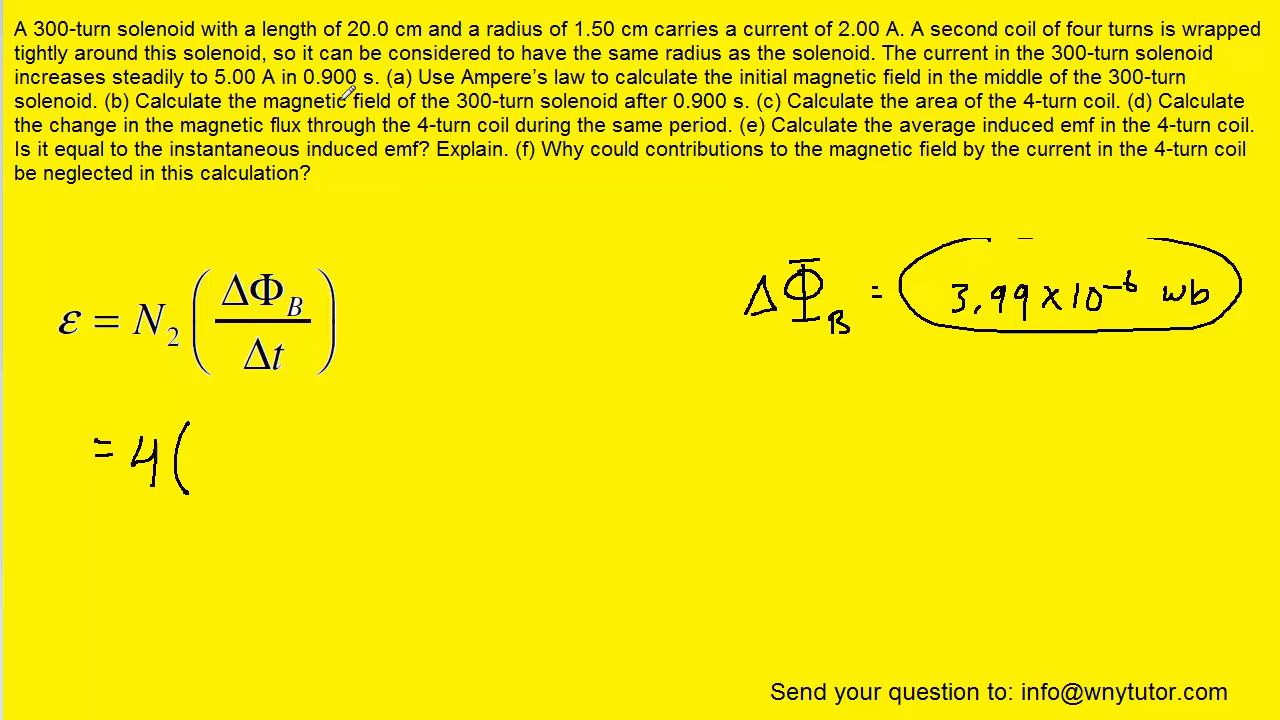 A 300-turn solenoid with a length of 20.0 cm and a radius of 1.50 cm carries a current of 2.00 A. A second coil of four turns is wrapped
tightly around this solenoid, so it can be considered to have the same radius as the solenoid. The current in the 300-turn solenoid
increases steadily to 5.00 A in 0.900 s. (a) Use Ampere's law to calculate the initial magnetic field in the middle of the 300-turn
solenoid. (b) Calculate the magnetic field of the 300-turn solenoid after 0.900 s. (c) Calculate the area of the 4-turn coil. (d) Calculate
the change in the magnetic flux through the 4-turn coil during the same period. (e) Calculate the average induced emf in the 4-turn coil.
Is it equal to the instantaneous induced emf? Explain. (f) Why could contributions to the magnetic field by the current in the 4-turn coil
be neglected in this calculation?
ε = N₂ (ΔΦ_B / Δt)
ΔΦ_B = 3.99 x 10⁻⁶ wb
= 4 (
Send your question to: info@wnytutor.com